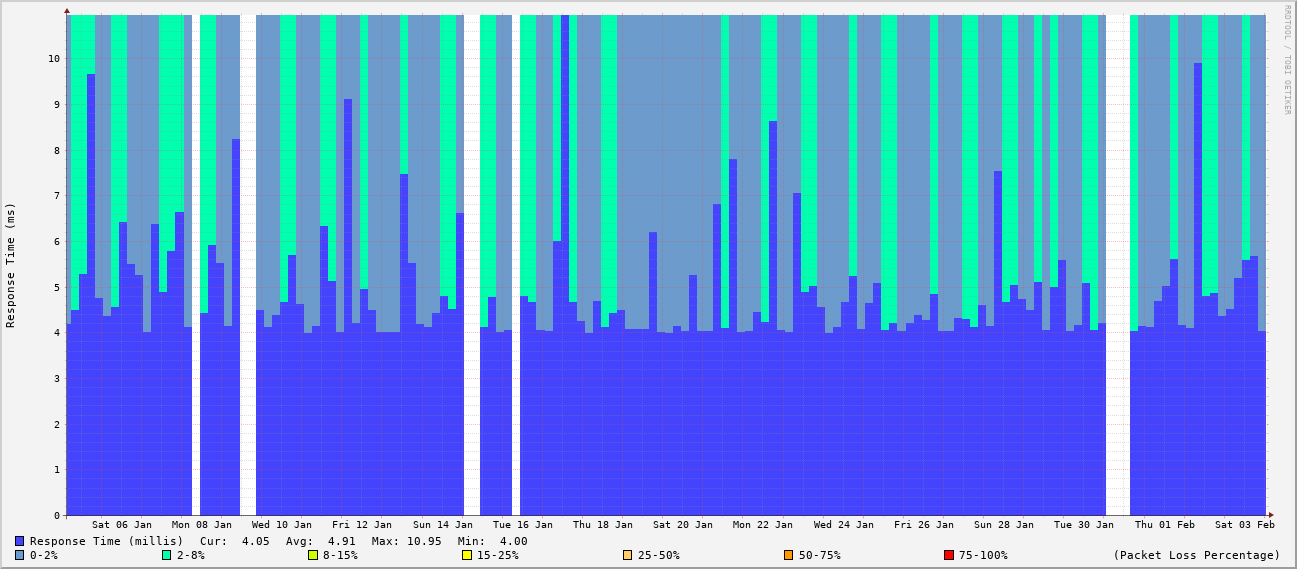 RRDTOOL / TOBI OETIKER
Response Time (ms)
10
9
8
7
6
5
4
3
2
1
0
Sat 06 Jan Mon 08 Jan Wed 10 Jan Fri 12 Jan Sun 14 Jan Tue 16 Jan Thu 18 Jan Sat 20 Jan Mon 22 Jan Wed 24 Jan Fri 26 Jan Sun 28 Jan Tue 30 Jan Thu 01 Feb Sat 03 Feb
Response Time (millis) Cur: 4.05 Avg: 4.91 Max: 10.95 Min: 4.00
0-2% 2-8% 8-15% 15-25% 25-50% 50-75% 75-100% (Packet Loss Percentage)